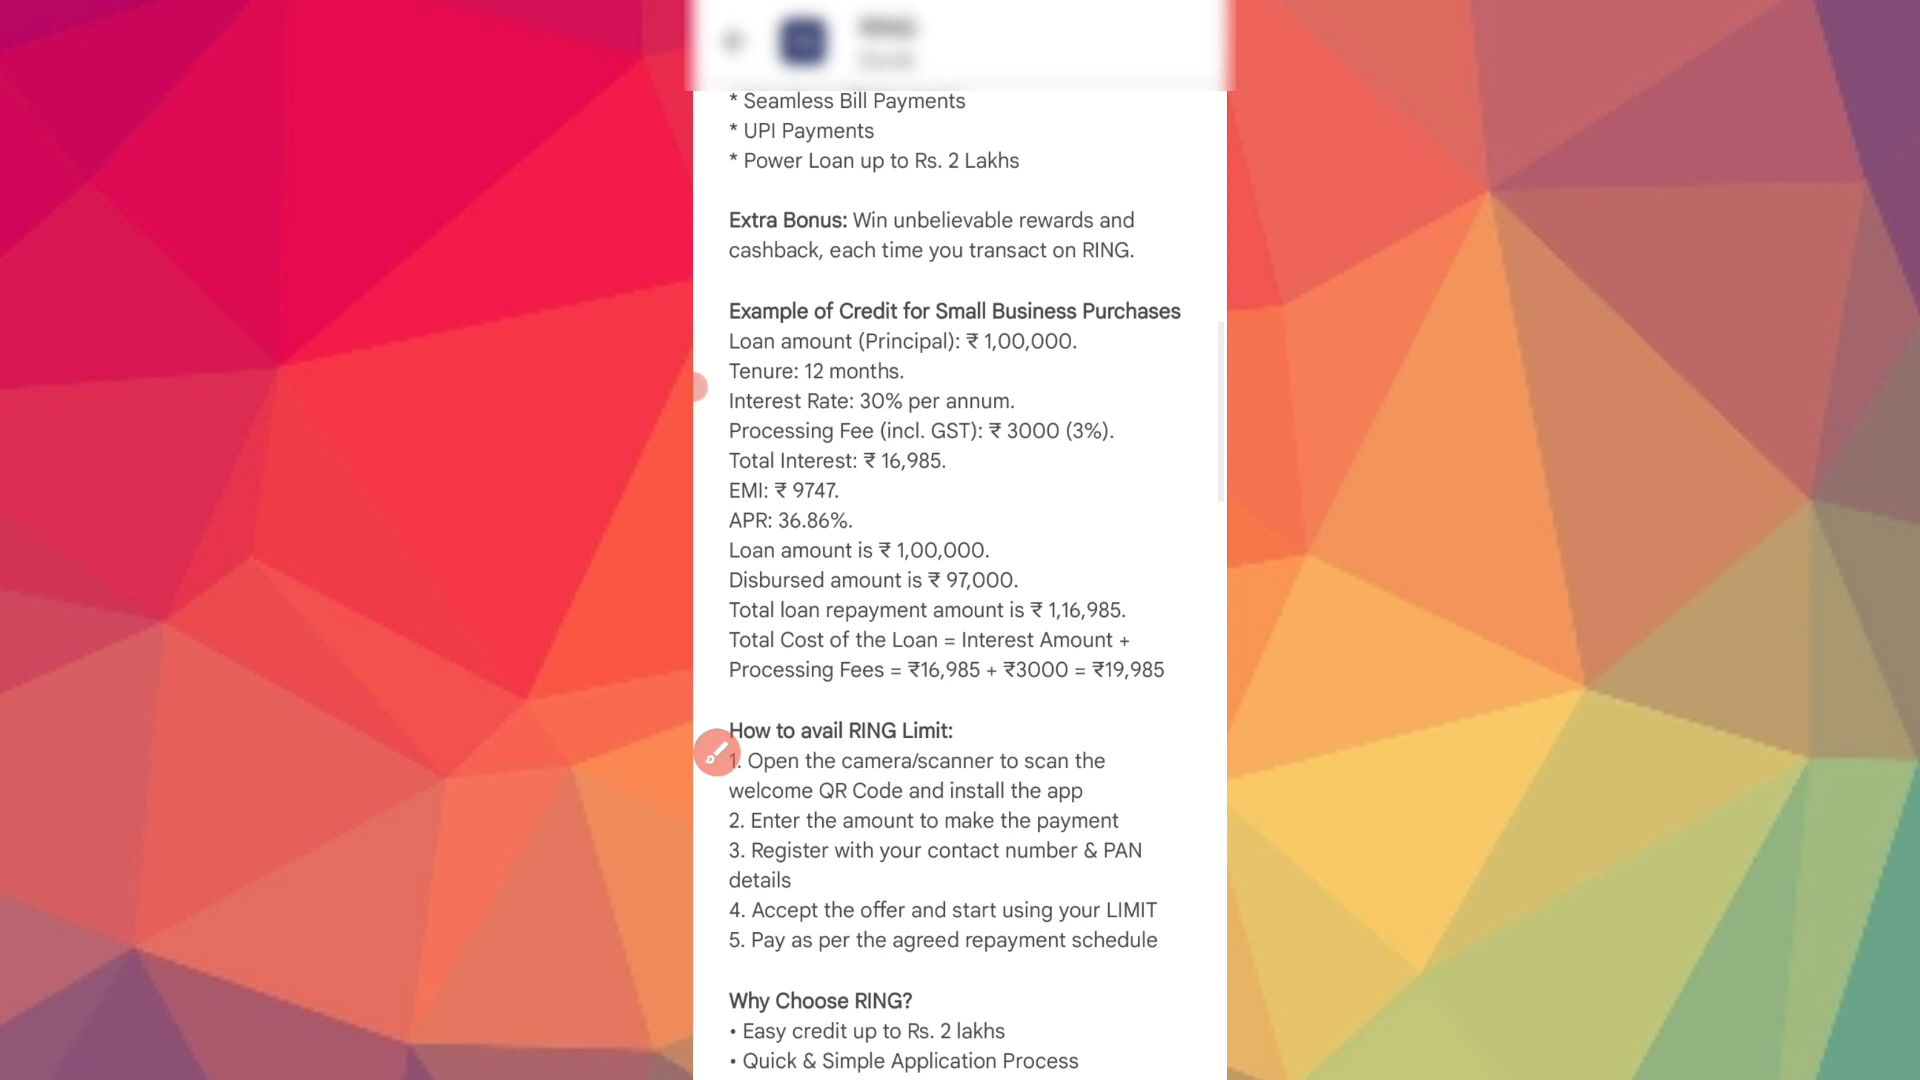 * Seamless Bill Payments
* UPI Payments
* Power Loan up to Rs. 2 Lakhs
Extra Bonus: Win unbelievable rewards and
cashback, each time you transact on RING.
Example of Credit for Small Business Purchases
Loan amount (Principal): ₹ 1,00,000.
Tenure: 12 months.
Interest Rate: 30% per annum.
Processing Fee (incl. GST): ₹ 3000 (3%).
Total Interest: ₹ 16,985.
EMI: ₹ 9747.
APR: 36.86%.
Loan amount is ₹ 1,00,000.
Disbursed amount is ₹ 97,000.
Total loan repayment amount is ₹ 1,16,985.
Total Cost of the Loan = Interest Amount +
Processing Fees = ₹16,985 + ₹3000 = ₹19,985
How to avail RING Limit:
1. Open the camera/scanner to scan the
welcome QR Code and install the app
2. Enter the amount to make the payment
3. Register with your contact number & PAN
details
4. Accept the offer and start using your LIMIT
5. Pay as per the agreed repayment schedule
Why Choose RING?
• Easy credit up to Rs. 2 lakhs
• Quick & Simple Application Process